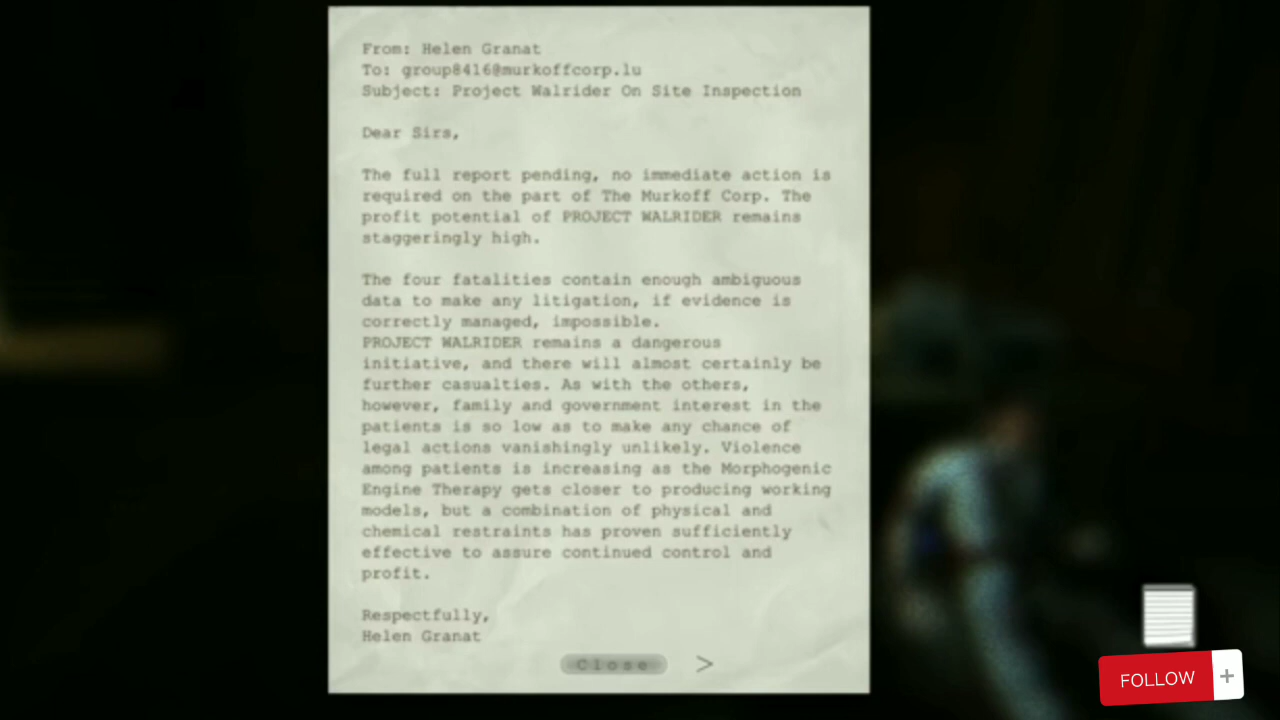 From: Helen Granat
To: group8416@murkoffcorp.lu
Subject: Project Walrider On Site Inspection
Dear Sirs,
The full report pending, no immediate action is
required on the part of The Murkoff Corp. The
profit potential of PROJECT WALRIDER remains
staggeringly high.
The four fatalities contain enough ambiguous
data to make any litigation, if evidence is
correctly managed, impossible.
PROJECT WALRIDER remains a dangerous
initiative, and there will almost certainly be
further casualties. As with the others,
however, family and government interest in the
patients is so low as to make any chance of
legal actions vanishingly unlikely. Violence
among patients is increasing as the Morphogenic
Engine Therapy gets closer to producing working
models, but a combination of physical and
chemical restraints has proven sufficiently
effective to assure continued control and
profit.
Respectfully,
Helen Granat
Close >
FOLLOW +